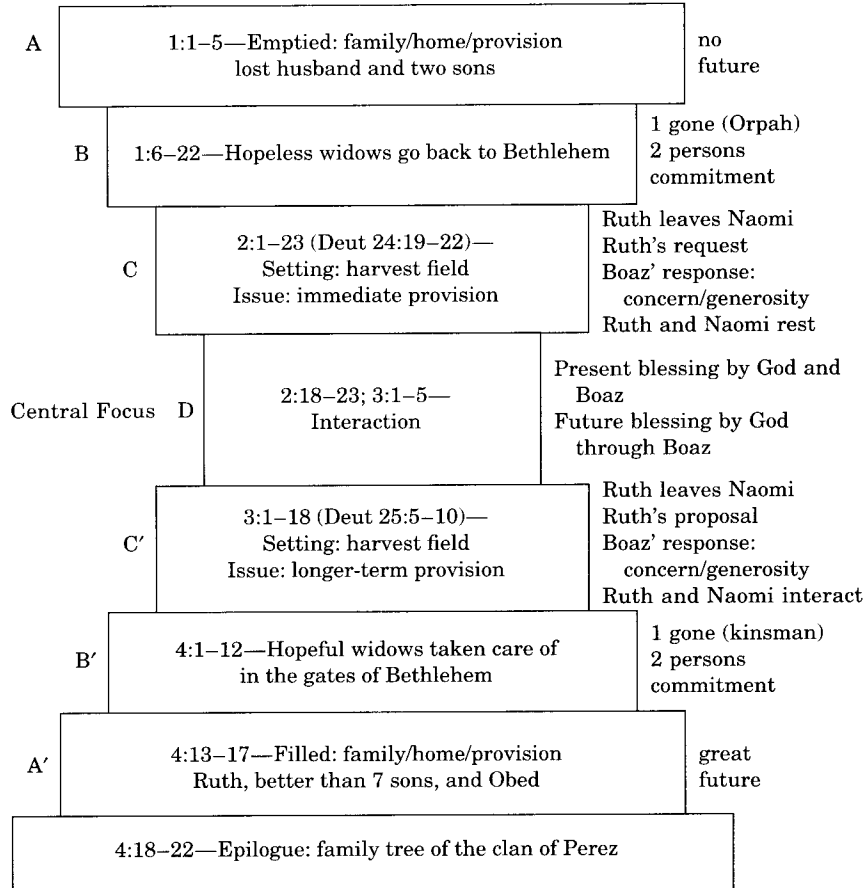 A
1:1–5—Emptied: family/home/provision
lost husband and two sons
no
future
B
1:6–22—Hopeless widows go back to Bethlehem
1 gone (Orpah)
2 persons
commitment
C
2:1–23 (Deut 24:19–22)—
Setting: harvest field
Issue: immediate provision
Ruth leaves Naomi
Ruth's request
Boaz' response:
concern/generosity
Ruth and Naomi rest
Central Focus D
2:18–23; 3:1–5—
Interaction
Present blessing by God and
Boaz
Future blessing by God
through Boaz
C′
3:1–18 (Deut 25:5–10)—
Setting: harvest field
Issue: longer-term provision
Ruth leaves Naomi
Ruth's proposal
Boaz' response:
concern/generosity
Ruth and Naomi interact
B′
4:1–12—Hopeful widows taken care of
in the gates of Bethlehem
1 gone (kinsman)
2 persons
commitment
A′
4:13–17—Filled: family/home/provision
Ruth, better than 7 sons, and Obed
great
future
4:18–22—Epilogue: family tree of the clan of Perez